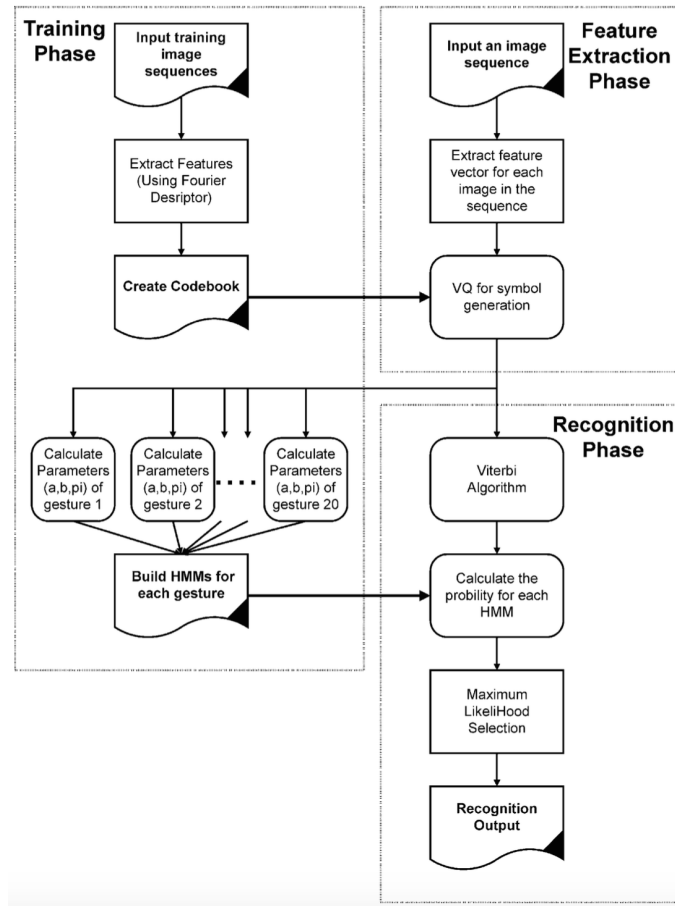 Training
Phase
Input training
image
sequences
Extract Features
(Using Fourier
Desriptor)
Create Codebook
Calculate
Parameters
(a,b,pi) of
gesture 1
Calculate
Parameters
(a,b,pi) of
gesture 2
....
Calculate
Parameters
(a,b,pi) of
gesture 20
Build HMMs for
each gesture
Feature
Extraction
Phase
Input an image
sequence
Extract feature
vector for each
image in the
sequence
VQ for symbol
generation
Recognition
Phase
Viterbi
Algorithm
Calculate the
probility for each
HMM
Maximum
LikeliHood
Selection
Recognition
Output